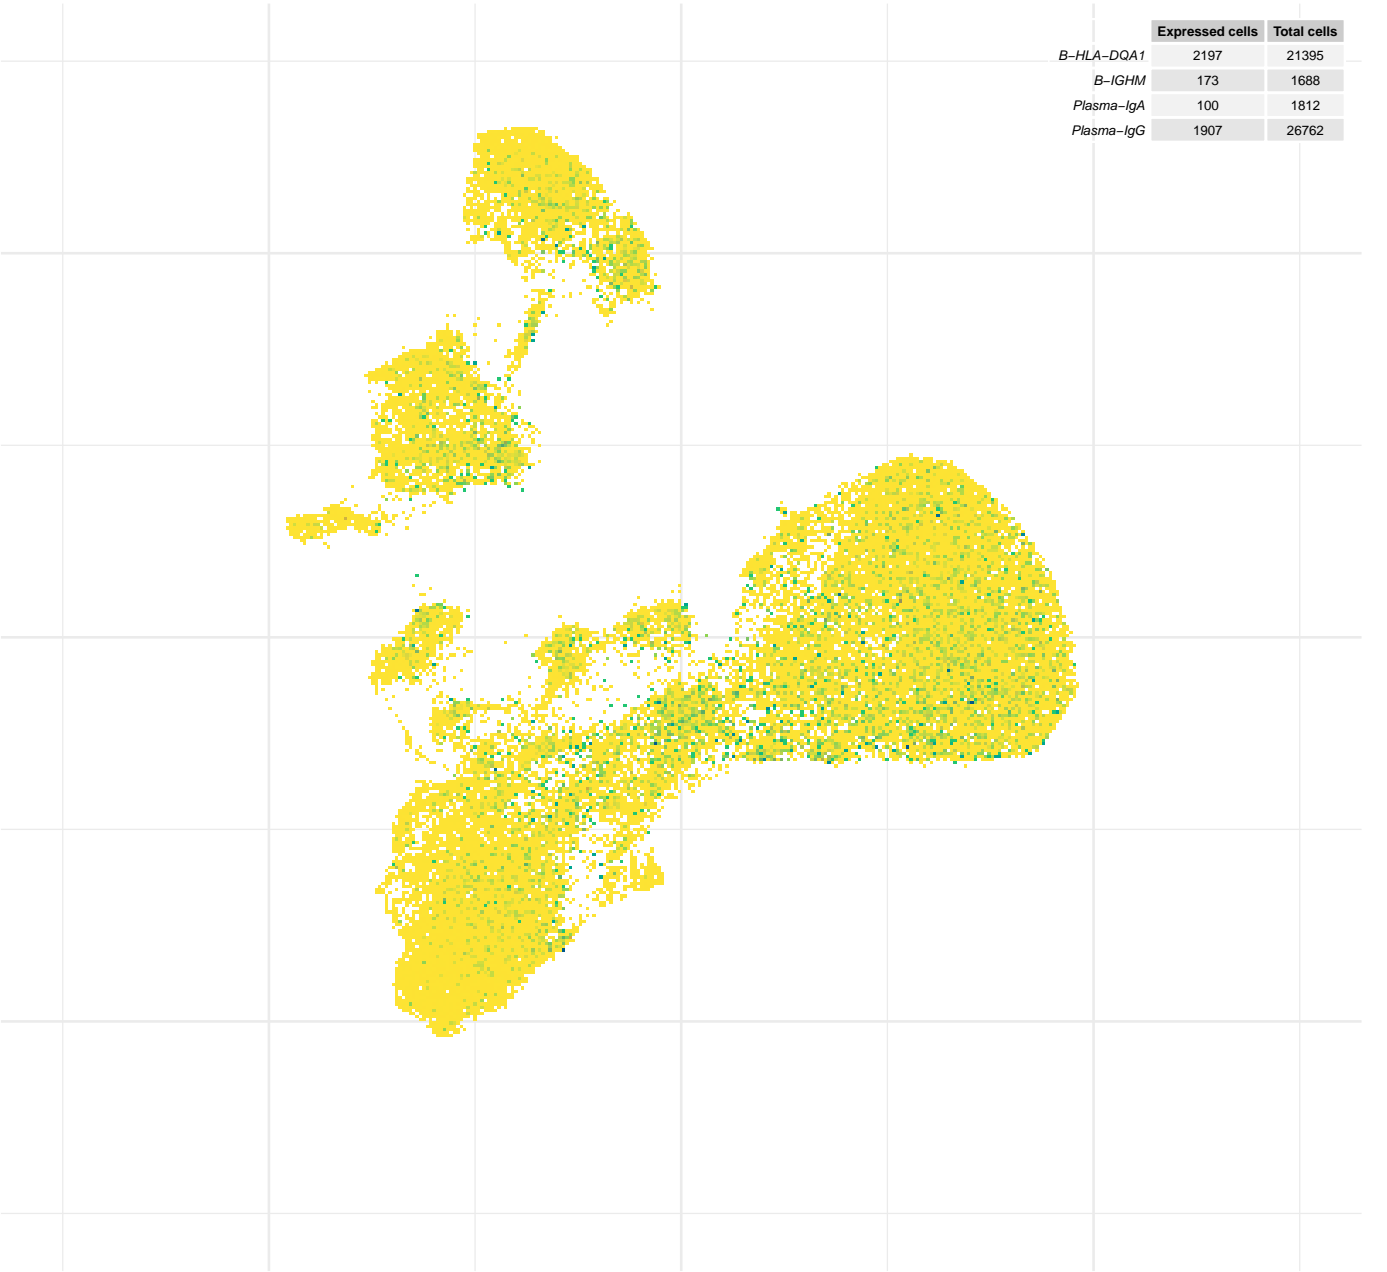 Expressed cells Total cells
B−HLA−DQA1 2197 21395
B−IGHM 173 1688
Plasma−IgA 100 1812
Plasma−IgG 1907 26762